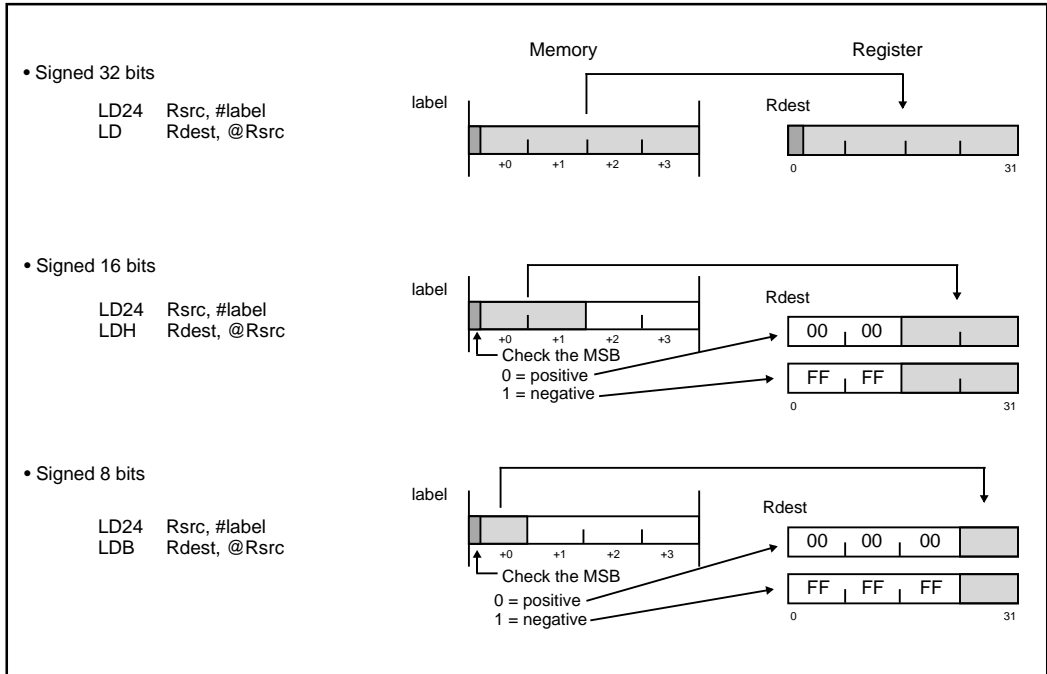 Memory Register
• Signed 32 bits
label
Rdest
LD24 Rsrc, #label
LD Rdest, @Rsrc
+0 +1 +2 +3
0 31
• Signed 16 bits
label
Rdest
LD24 Rsrc, #label
LDH Rdest, @Rsrc
00 00
+0 +1 +2 +3
Check the MSB
0 = positive
1 = negative
FF FF
0 31
• Signed 8 bits
label
Rdest
LD24 Rsrc, #label
LDB Rdest, @Rsrc
00 00 00
+0 +1 +2 +3
Check the MSB
0 = positive
1 = negative
FF FF FF
0 31